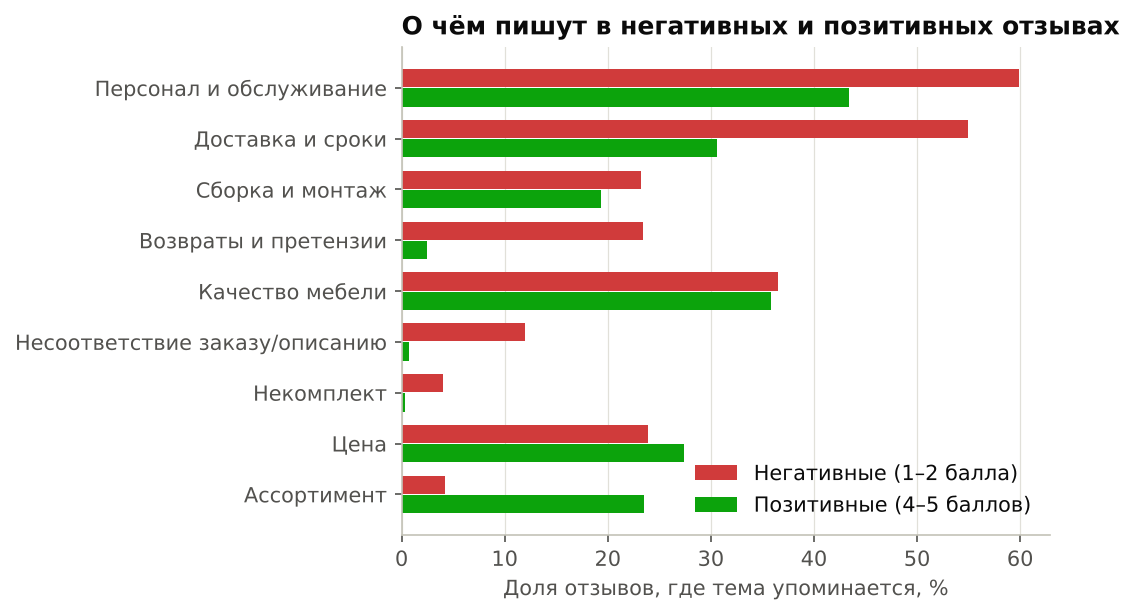 О чём пишут в негативных и позитивных отзывах
Персонал и обслуживание
Доставка и сроки
Сборка и монтаж
Возвраты и претензии
Качество мебели
Несоответствие заказу/описанию
Некомплект
Цена
Ассортимент
Негативные (1–2 балла)
Позитивные (4–5 баллов)
0 10 20 30 40 50 60
Доля отзывов, где тема упоминается, %